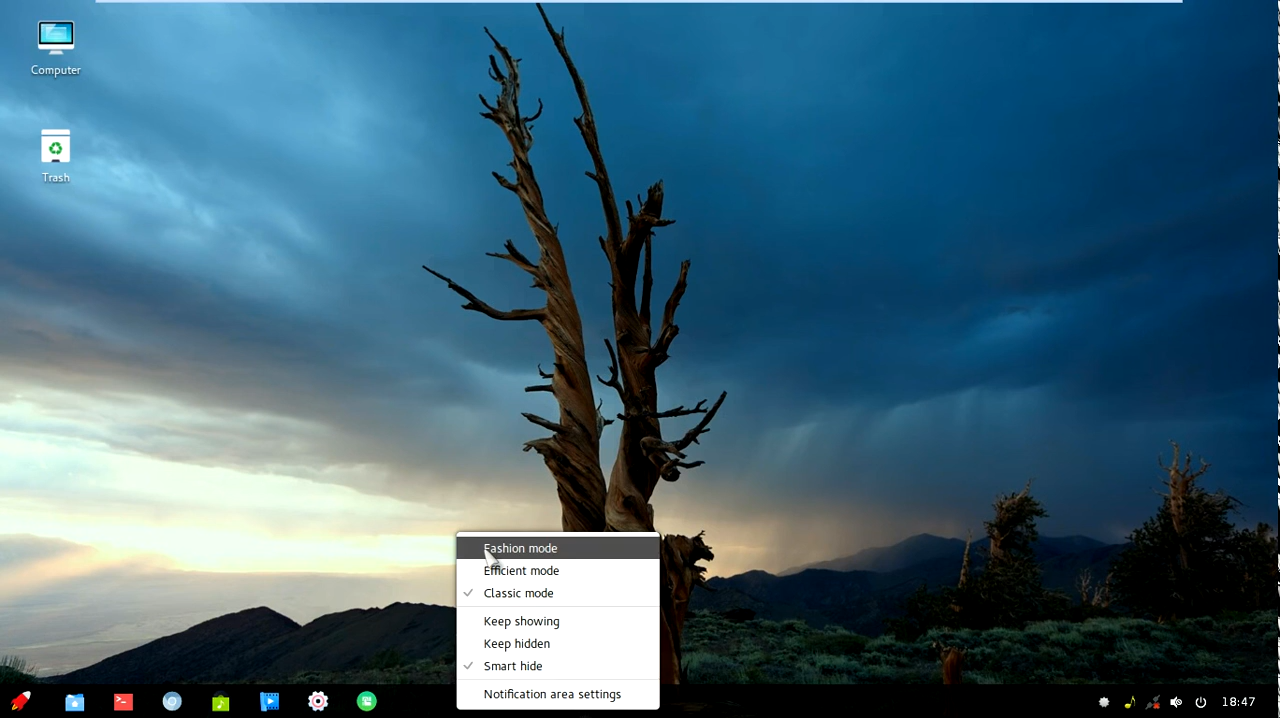 Computer
Trash
Fashion mode
Efficient mode
Classic mode
Keep showing
Keep hidden
Smart hide
Notification area settings
18:47